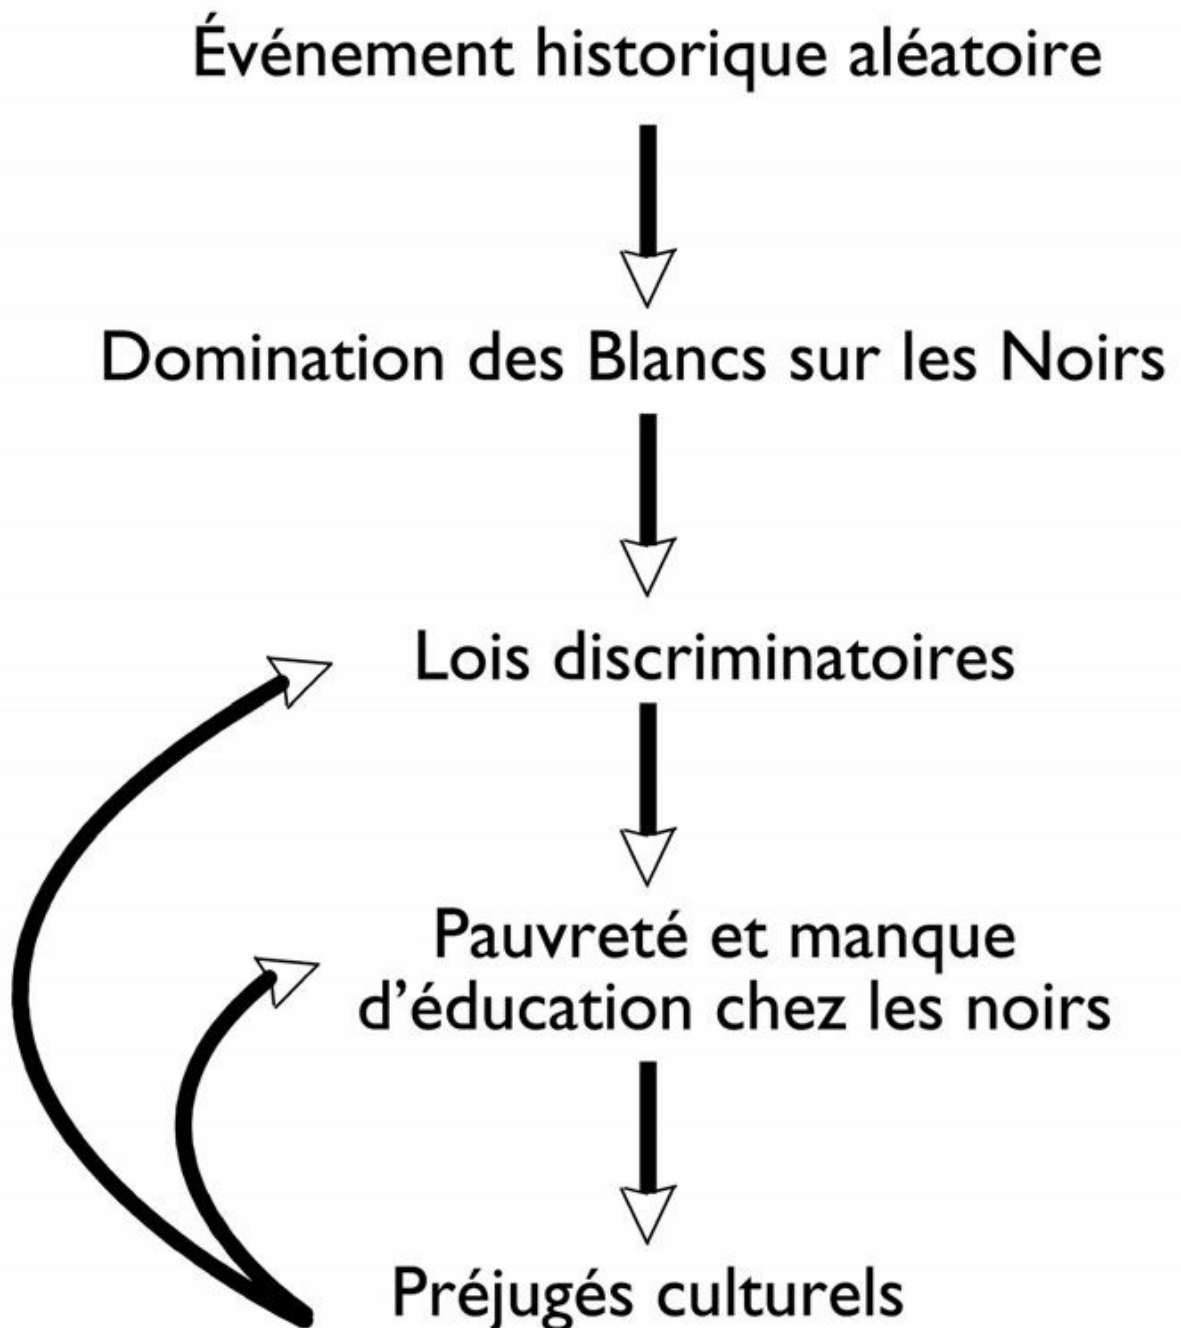 Événement historique aléatoire
Domination des Blancs sur les Noirs
Lois discriminatoires
Pauvreté et manque
d’éducation chez les noirs
Préjugés culturels